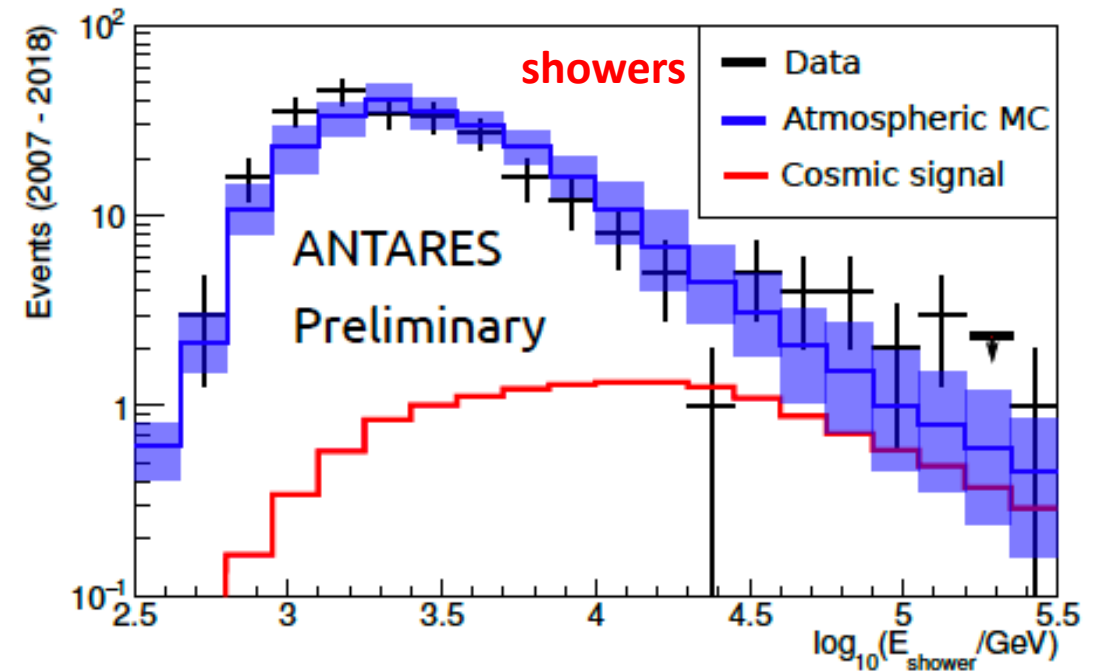 Events (2007 - 2018)
10²
10
1
10⁻¹
showers
Data
Atmospheric MC
Cosmic signal
ANTARES
Preliminary
2.5 3 3.5 4 4.5 5 5.5
log₁₀(E_shower/GeV)